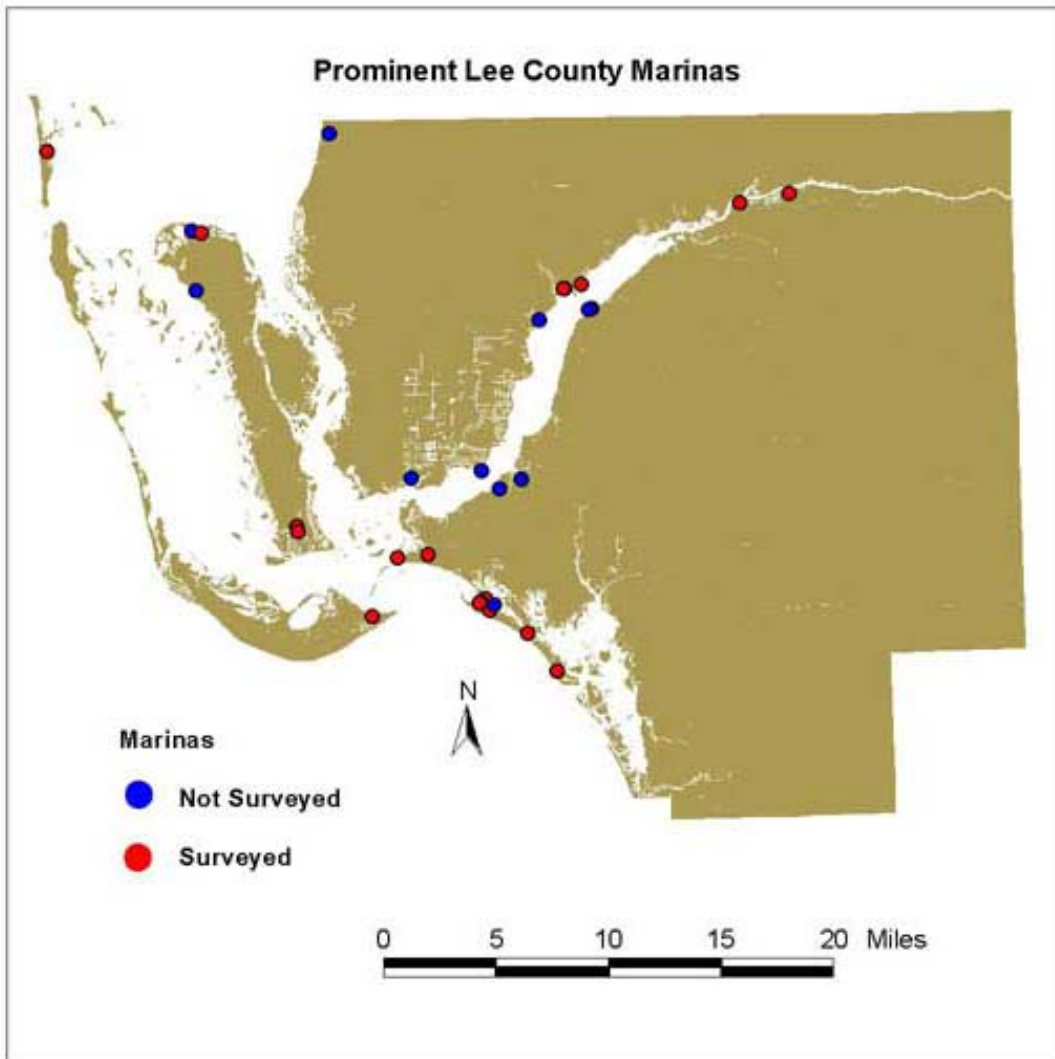 Prominent Lee County Marinas
N
Marinas
Not Surveyed
Surveyed
0 5 10 15 20 Miles